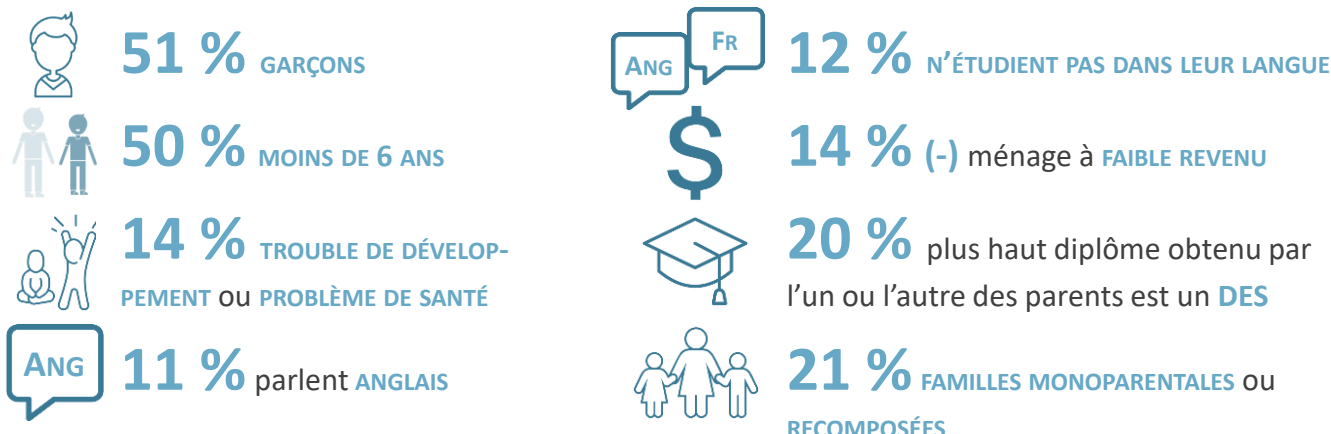 51 % GARÇONS
50 % MOINS DE 6 ANS
14 % TROUBLE DE DÉVELOP-
PEMENT ou PROBLÈME DE SANTÉ
ANG
11 % parlent ANGLAIS
ANG
FR
12 % N'ÉTUDIENT PAS DANS LEUR LANGUE
$
14 % (-) ménage à FAIBLE REVENU
20 % plus haut diplôme obtenu par
l'un ou l'autre des parents est un DES
21 % FAMILLES MONOPARENTALES ou
RECOMPOSÉES